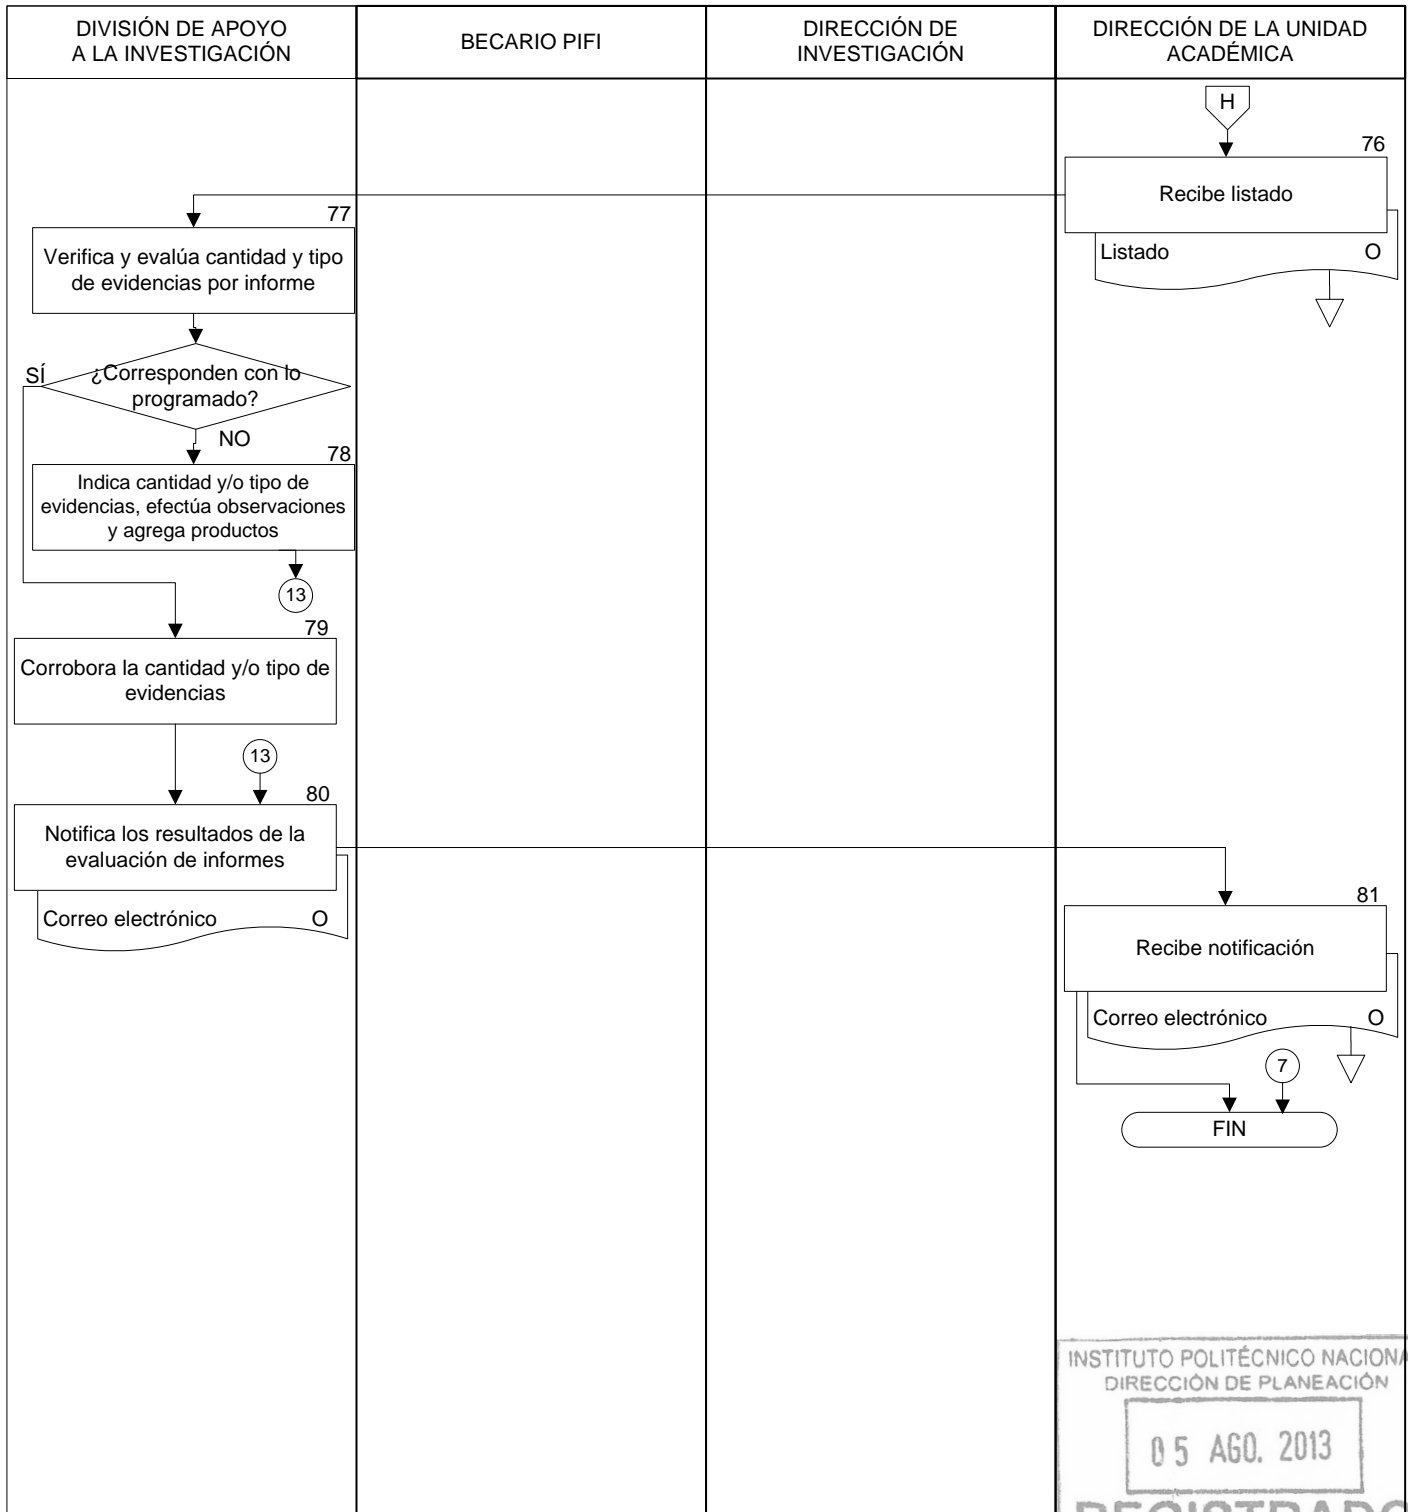 DIVISIÓN DE APOYO
A LA INVESTIGACIÓN
BECARIO PIFI
DIRECCIÓN DE
INVESTIGACIÓN
DIRECCIÓN DE LA UNIDAD
ACADÉMICA
H
76
Recibe listado
Listado O
77
Verifica y evalúa cantidad y tipo
de evidencias por informe
SÍ
¿Corresponden con lo
programado?
NO
78
Indica cantidad y/o tipo de
evidencias, efectúa observaciones
y agrega productos
13
79
Corrobora la cantidad y/o tipo de
evidencias
13
80
Notifica los resultados de la
evaluación de informes
Correo electrónico O
81
Recibe notificación
Correo electrónico O
7
FIN
INSTITUTO POLITÉCNICO NACIONA
DIRECCIÓN DE PLANEACIÓN
05 AGO. 2013
REGISTRADO